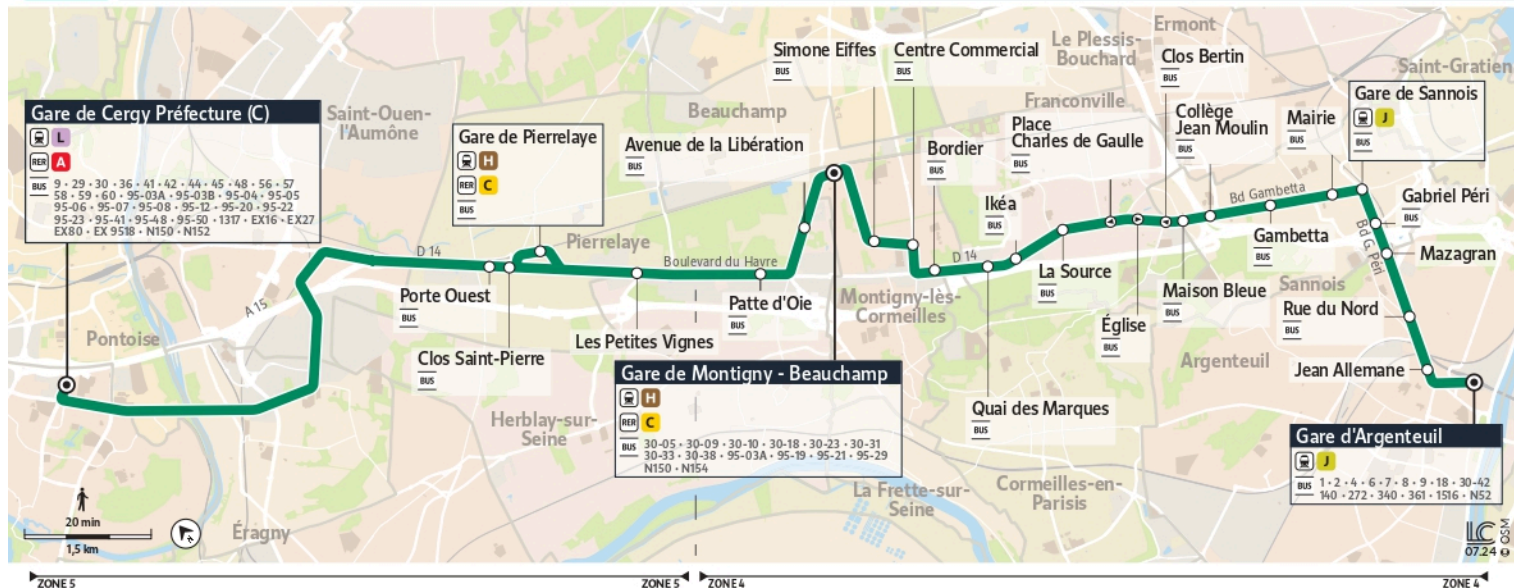 Gare de Cergy Préfecture (C)
L
RER A
BUS 9 · 29 · 30 · 36 · 41 · 42 · 44 · 45 · 48 · 56 · 57
58 · 59 · 60 · 95-03A · 95-03B · 95-04 · 95-05
95-06 · 95-07 · 95-08 · 95-12 · 95-20 · 95-22
95-23 · 95-41 · 95-48 · 95-50 · 1317 · EX16 · EX27
EX80 · EX 9518 · N150 · N152
Saint-Ouen-
l'Aumône
Pontoise
A 15
D 14
Porte Ouest
BUS
Clos Saint-Pierre
BUS
Gare de Pierrelaye
H
RER C
BUS
Pierrelaye
Les Petites Vignes
Boulevard du Havre
Patte d'Oie
BUS
Avenue de la Libération
BUS
Beauchamp
Gare de Montigny - Beauchamp
H
RER C
BUS 30-05 · 30-09 · 30-10 · 30-18 · 30-23 · 30-31
30-33 · 30-38 · 95-03A · 95-19 · 95-21 · 95-29
N150 · N154
Simone Eiffes
BUS
Centre Commercial
BUS
Montigny-lès-
Cormeilles
Bordier
BUS
D 14
Quai des Marques
BUS
Ikéa
BUS
La Source
BUS
Place
Charles de Gaulle
BUS
Franconville
Le Plessis-
Bouchard
Ermont
Église
BUS
Clos Bertin
BUS
Maison Bleue
BUS
Collège
Jean Moulin
BUS
Bd Gambetta
Gambetta
BUS
Mairie
BUS
Saint-Gratien
Gare de Sannois
J
BUS
Gabriel Péri
BUS
Bd G. Péri
Mazagran
Sannois
Rue du Nord
BUS
Argenteuil
Jean Allemane
Gare d'Argenteuil
J
BUS 1 · 2 · 4 · 6 · 7 · 8 · 9 · 18 · 30-42
140 · 272 · 340 · 361 · 1516 · N52
Herblay-sur-
Seine
La Frette-sur-
Seine
Cormeilles-en-
Parisis
Éragny
20 min
1,5 km
LC
07.24 © OSM
ZONE 5
ZONE 5
ZONE 4
ZONE 4